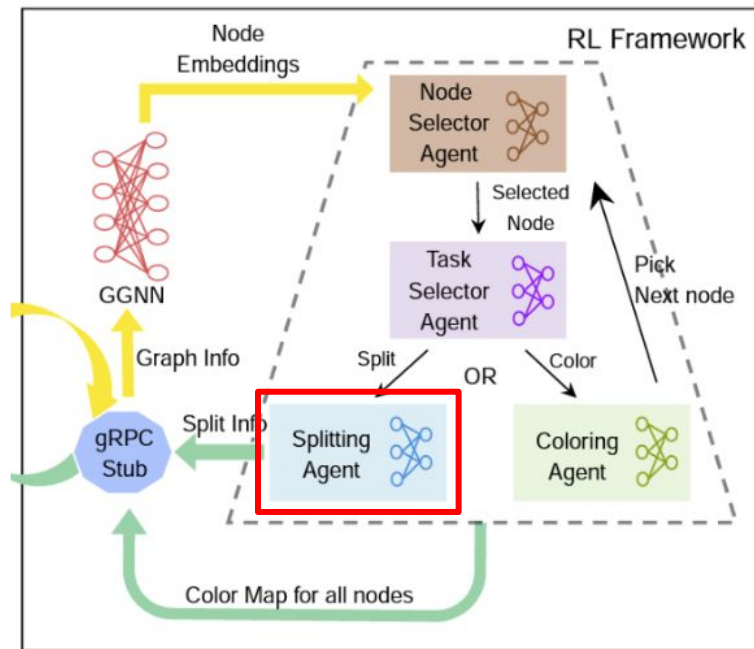 RL Framework
Node
Embeddings
Node
Selector
Agent
Selected
Node
GGNN
Task
Selector
Agent
Pick
Next node
Graph Info
Split
OR
Color
gRPC
Stub
Split Info
Splitting
Agent
Coloring
Agent
Color Map for all nodes